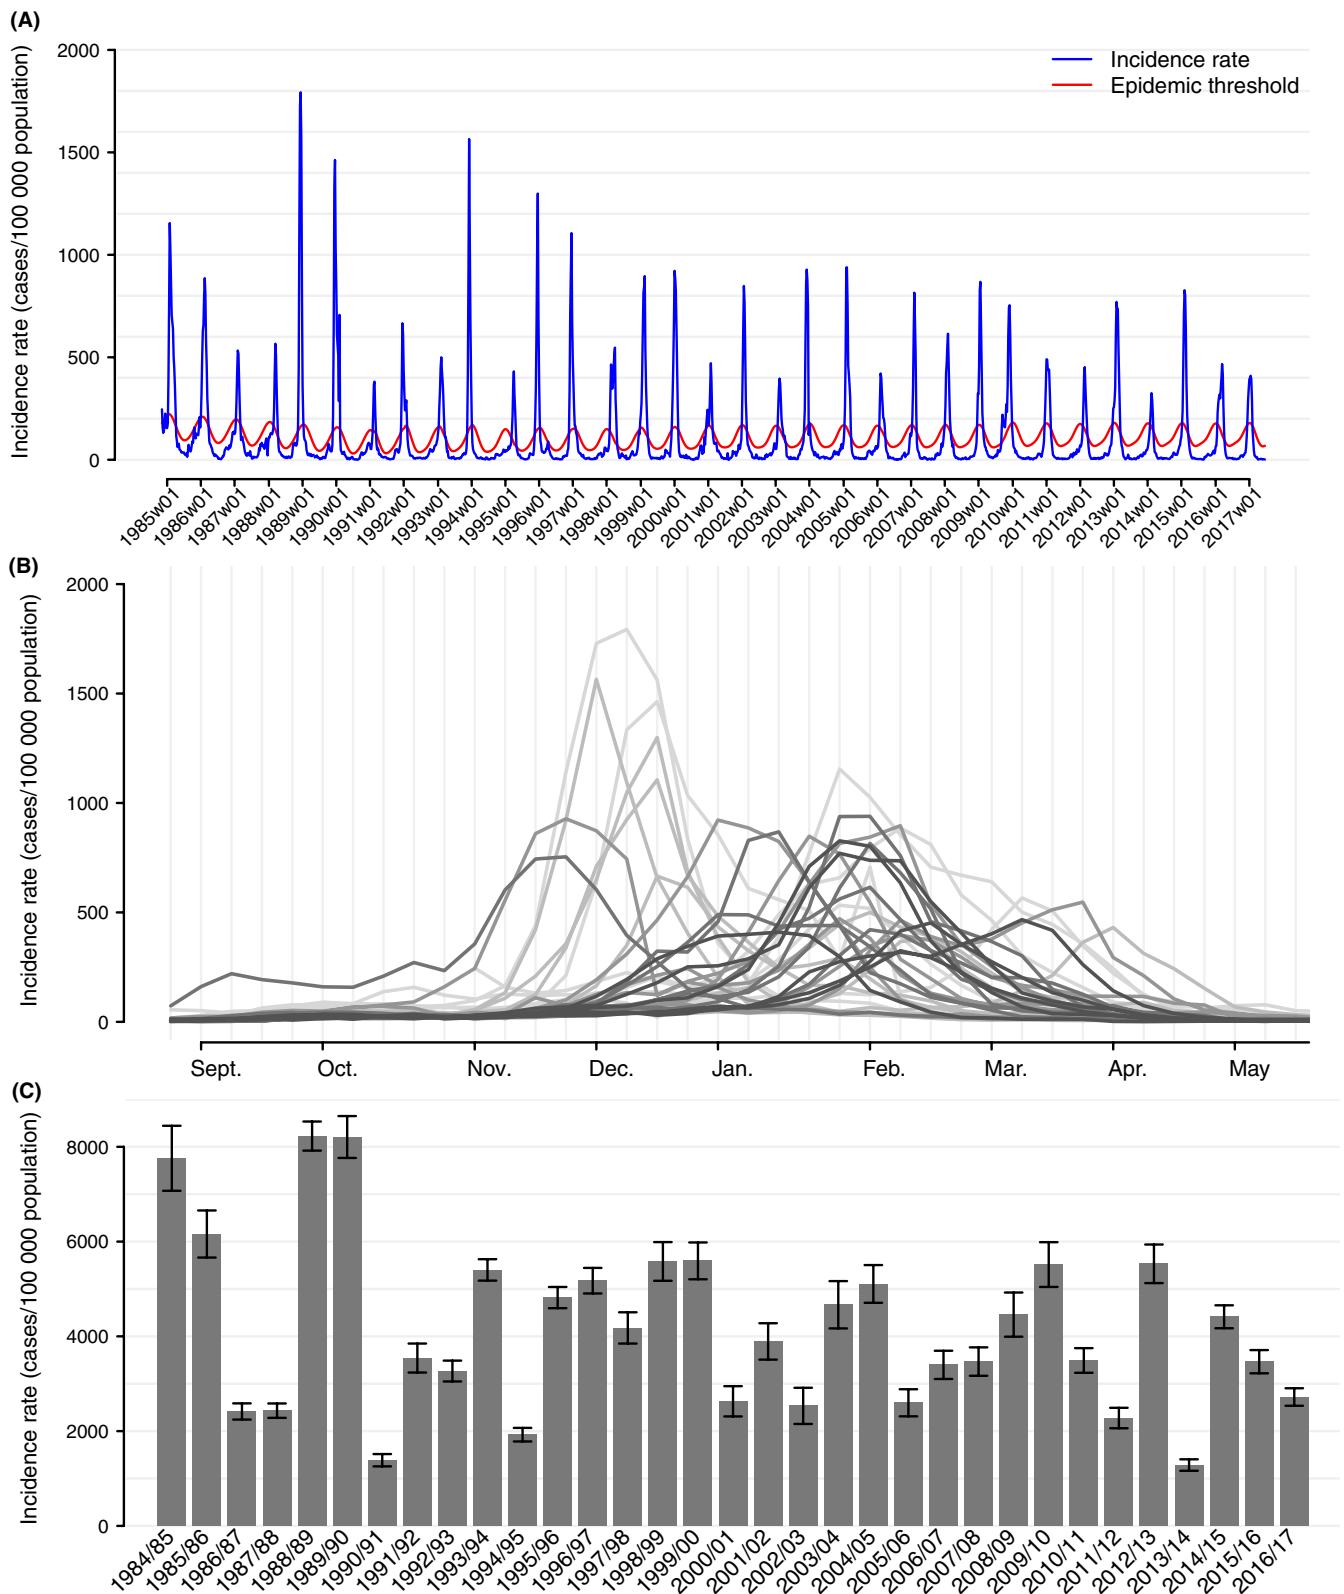 (A)
Incidence rate (cases/100 000 population)
2000
1500
1000
500
0
Incidence rate
Epidemic threshold
1985w01
1986w01
1987w01
1988w01
1989w01
1990w01
1991w01
1992w01
1993w01
1994w01
1995w01
1996w01
1997w01
1998w01
1999w01
2000w01
2001w01
2002w01
2003w01
2004w01
2005w01
2006w01
2007w01
2008w01
2009w01
2010w01
2011w01
2012w01
2013w01
2014w01
2015w01
2016w01
2017w01
(B)
Incidence rate (cases/100 000 population)
2000
1500
1000
500
0
Sept.
Oct.
Nov.
Dec.
Jan.
Feb.
Mar.
Apr.
May
(C)
Incidence rate (cases/100 000 population)
8000
6000
4000
2000
0
1984/85
1985/86
1986/87
1987/88
1988/89
1989/90
1990/91
1991/92
1992/93
1993/94
1994/95
1995/96
1996/97
1997/98
1998/99
1999/00
2000/01
2001/02
2002/03
2003/04
2004/05
2005/06
2006/07
2007/08
2008/09
2009/10
2010/11
2011/12
2012/13
2013/14
2014/15
2015/16
2016/17